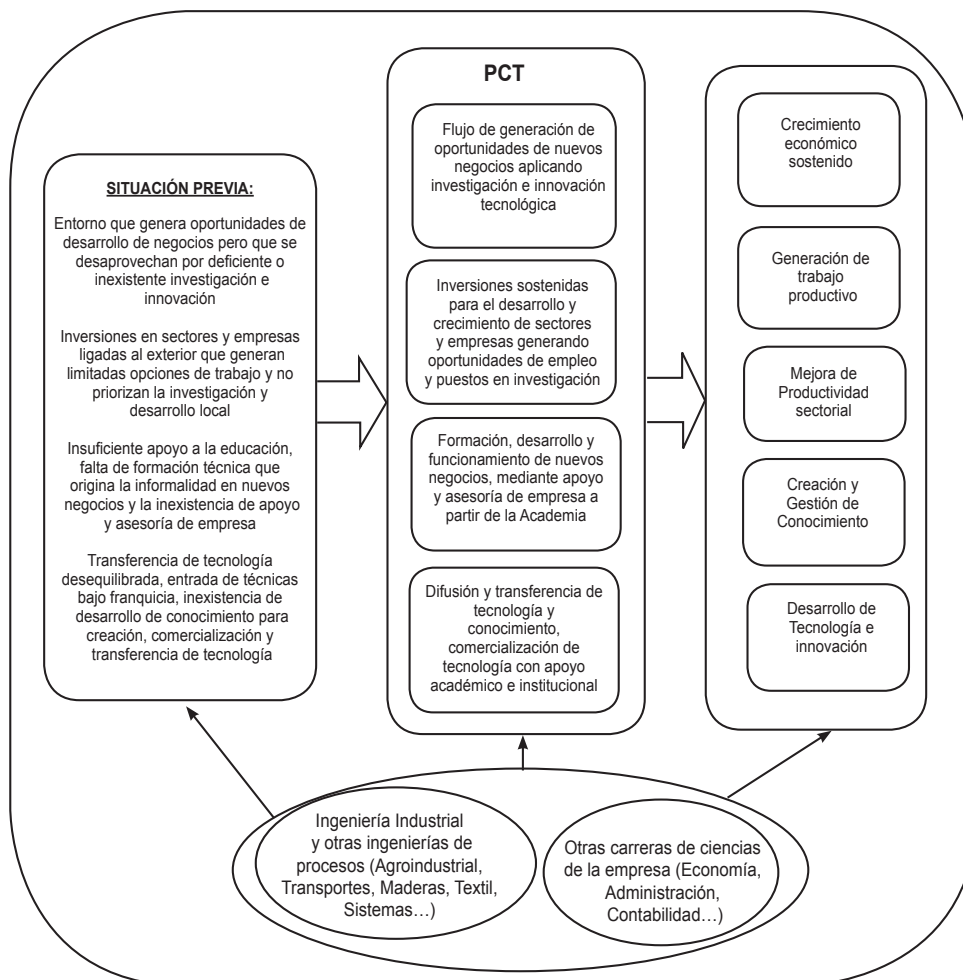 SITUACIÓN PREVIA:
Entorno que genera oportunidades de
desarrollo de negocios pero que se
desaprovechan por deficiente o
inexistente investigación e
innovación
Inversiones en sectores y empresas
ligadas al exterior que generan
limitadas opciones de trabajo y no
priorizan la investigación y
desarrollo local
Insuficiente apoyo a la educación,
falta de formación técnica que
origina la informalidad en nuevos
negocios y la inexistencia de apoyo
y asesoría de empresa
Transferencia de tecnología
desequilibrada, entrada de técnicas
bajo franquicia, inexistencia de
desarrollo de conocimiento para
creación, comercialización y
transferencia de tecnología
PCT
Flujo de generación de
oportunidades de nuevos
negocios aplicando
investigación e innovación
tecnológica
Inversiones sostenidas
para el desarrollo y
crecimiento de sectores
y empresas generando
oportunidades de empleo
y puestos en investigación
Formación, desarrollo y
funcionamiento de nuevos
negocios, mediante apoyo
y asesoría de empresa a
partir de la Academia
Difusión y transferencia de
tecnología y
conocimiento,
comercialización de
tecnología con apoyo
académico e institucional
Crecimiento
económico
sostenido
Generación de
trabajo
productivo
Mejora de
Productividad
sectorial
Creación y
Gestión de
Conocimiento
Desarrollo de
Tecnología e
innovación
Ingeniería Industrial
y otras ingenierías de
procesos (Agroindustrial,
Transportes, Maderas, Textil,
Sistemas…)
Otras carreras de ciencias
de la empresa (Economía,
Administración,
Contabilidad…)